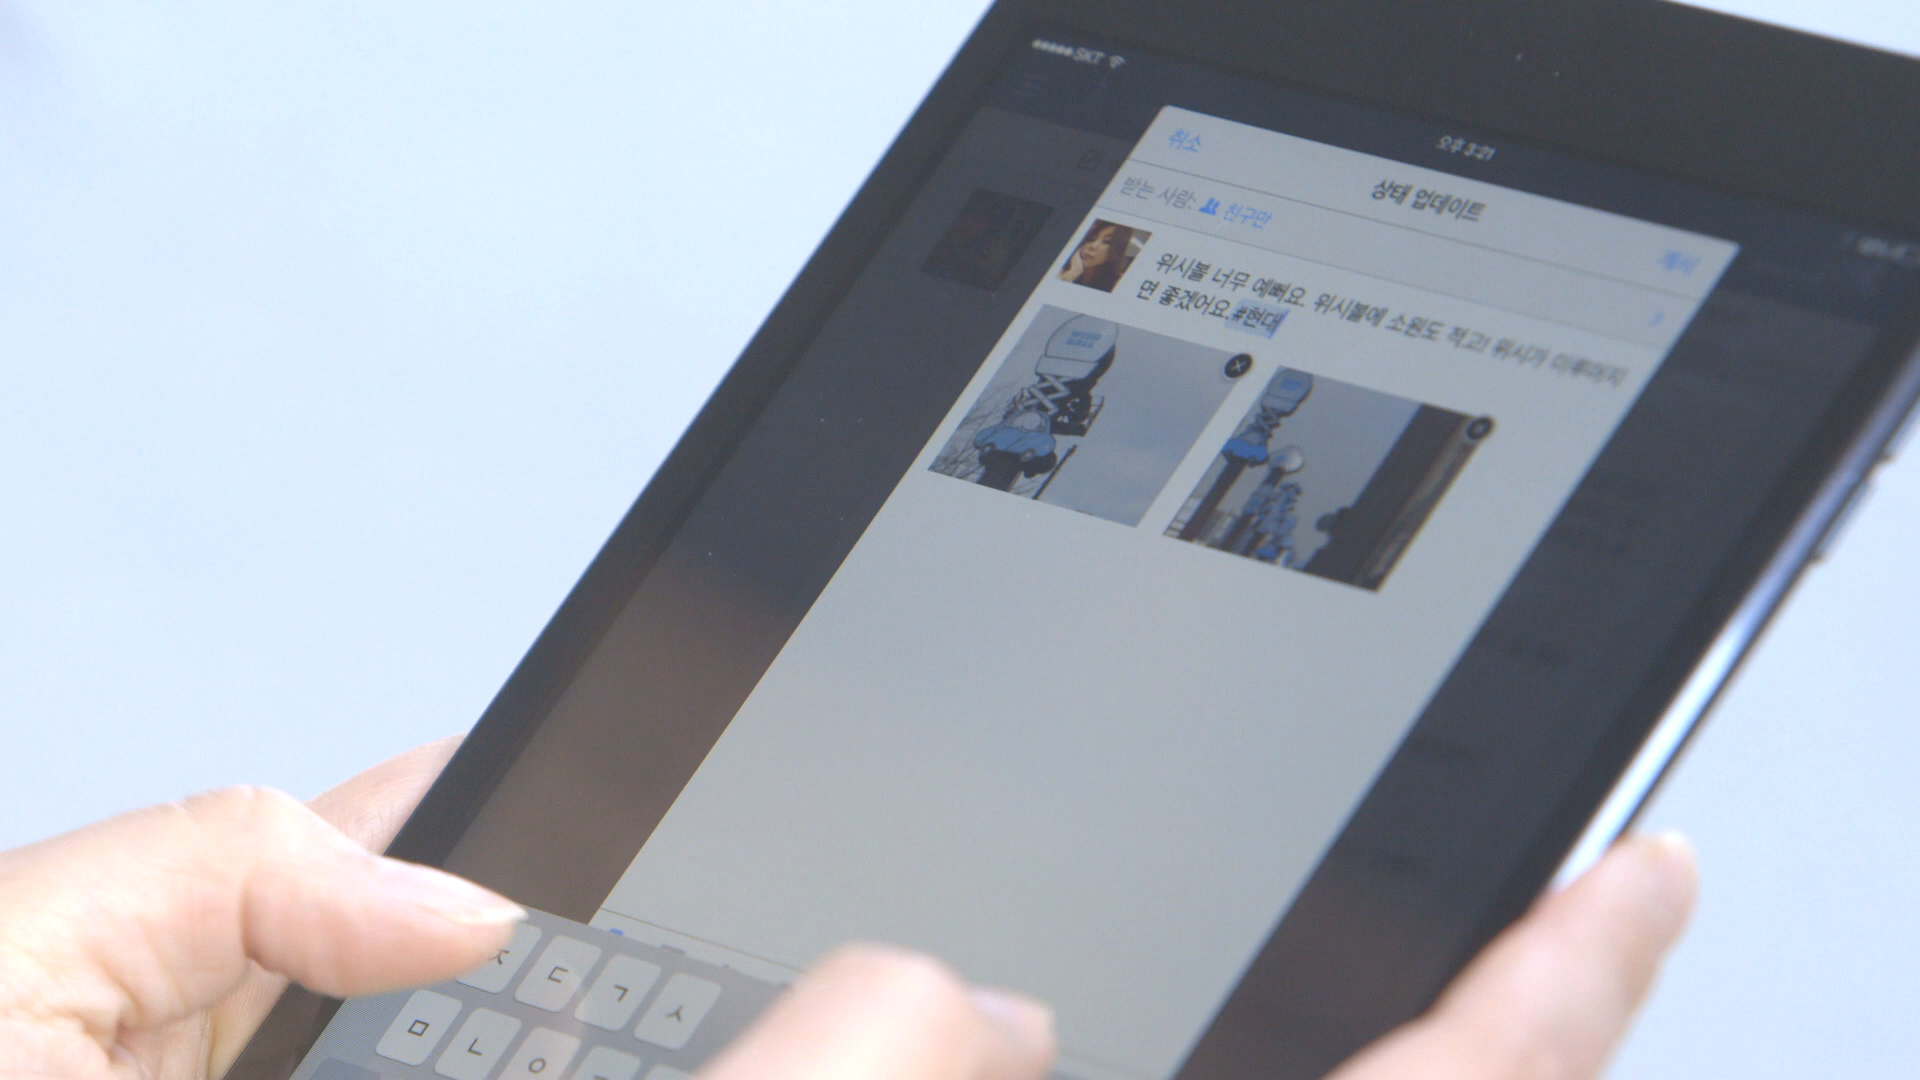 SKT
오후 3:21
취소
상태 업데이트
게시
받는 사람: 친구만
위시볼 너무 예뻐요. 위시볼에 소원도 적고! 위시가 이루어지
면 좋겠어요.#현대
WISH
BALL
ㅈ ㄷ ㄱ ㅅ
ㅁ ㄴ ㅇ